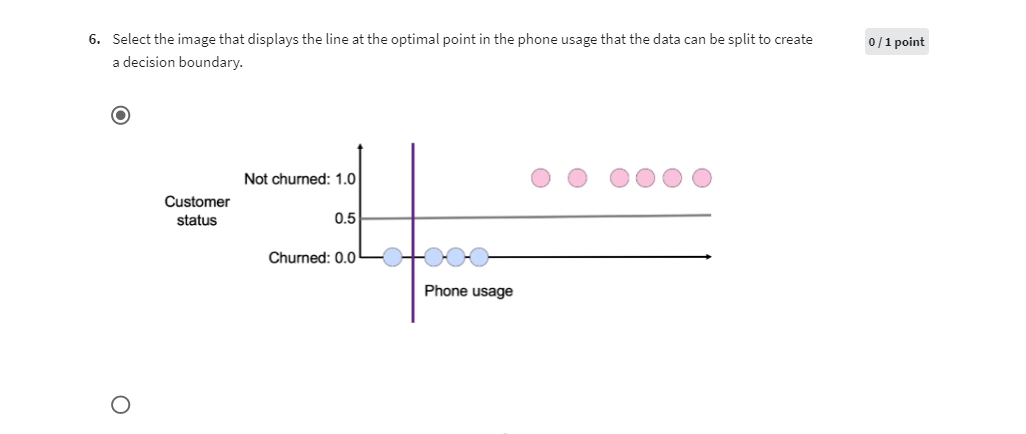 6. Select the image that displays the line at the optimal point in the phone usage that the data can be split to create
a decision boundary.
0 / 1 point
Not churned: 1.0
Customer
status
0.5
Churned: 0.0
Phone usage